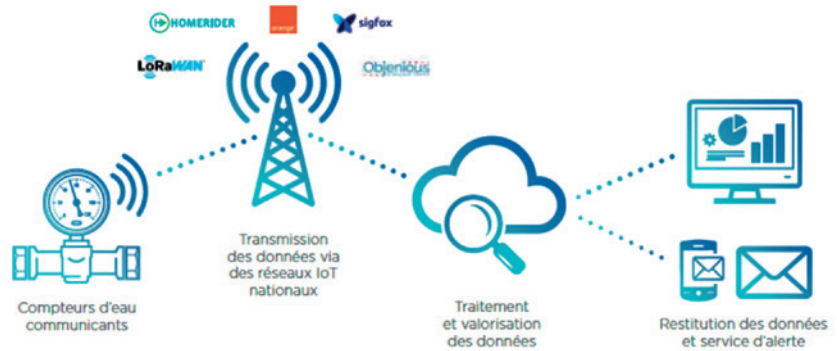 HOMERIDER
orange
sigfox
LoRaWAN
Objenious
Compteurs d'eau
communicants
Transmission
des données via
des réseaux IoT
nationaux
Traitement
et valorisation
des données
Restitution des données
et service d'alerte